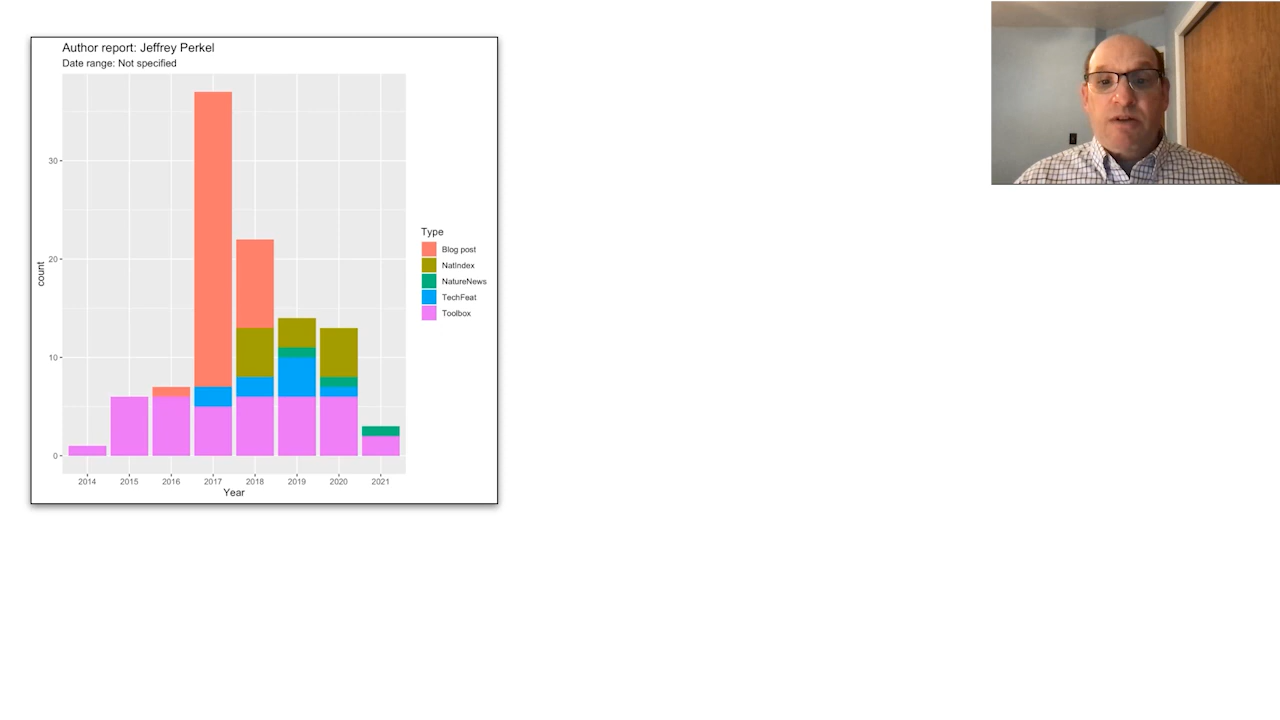 Author report: Jeffrey Perkel
Date range: Not specified
30
20
10
0
count
2014 2015 2016 2017 2018 2019 2020 2021
Year
Type
Blog post
NatIndex
NatureNews
TechFeat
Toolbox